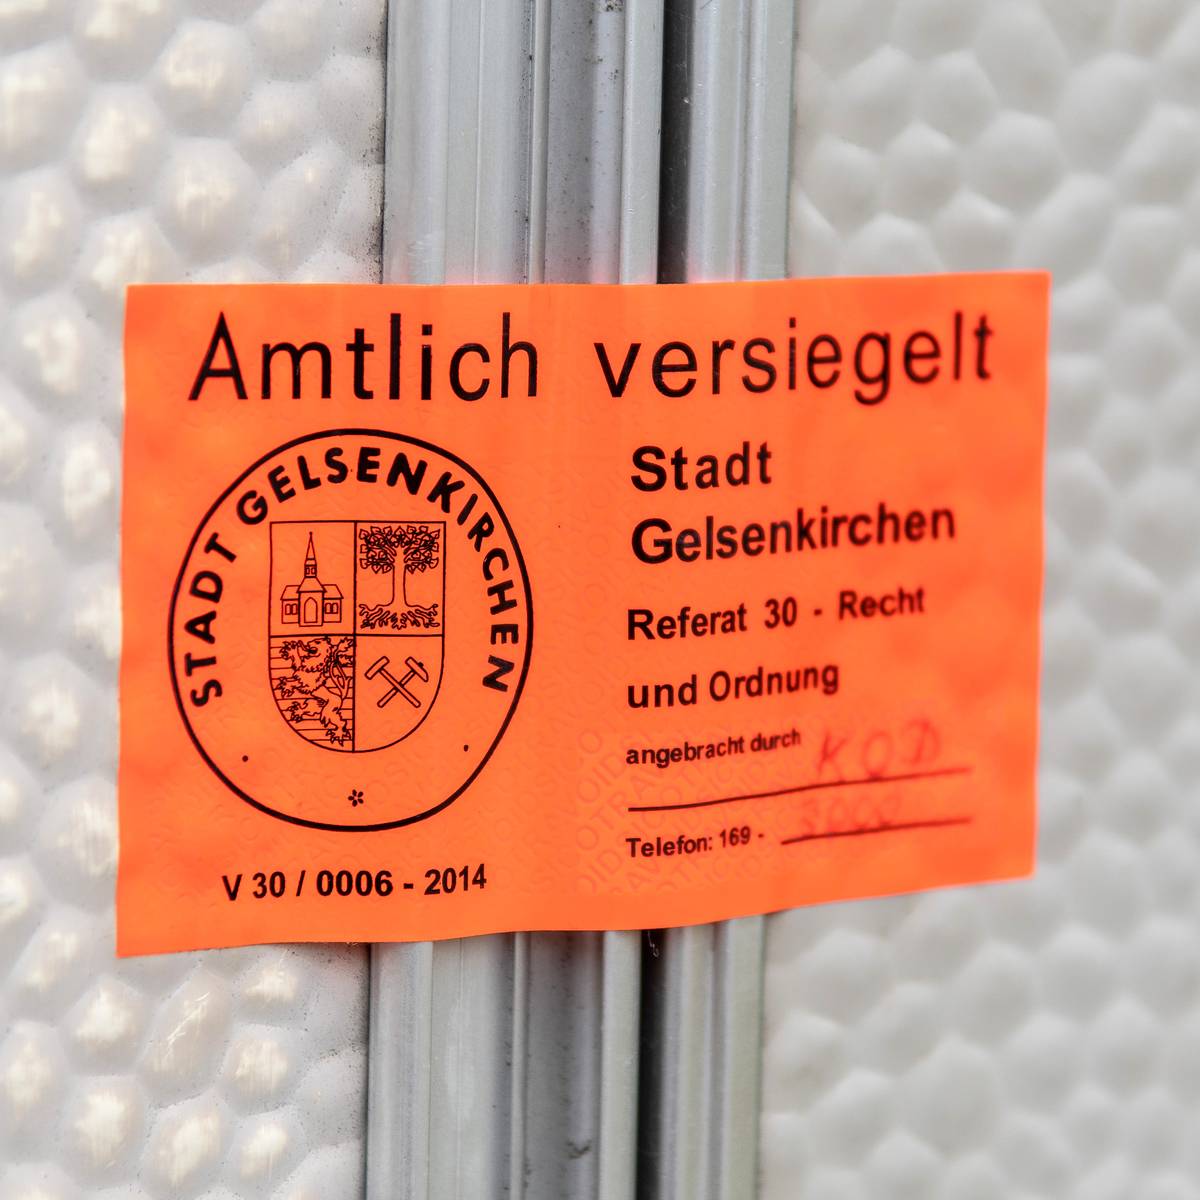 Amtlich versiegelt
STADT GELSENKIRCHEN
Stadt
Gelsenkirchen
Referat 30 - Recht
und Ordnung
angebracht durch KOD
Telefon: 169 - 3000
V 30 / 0006 - 2014